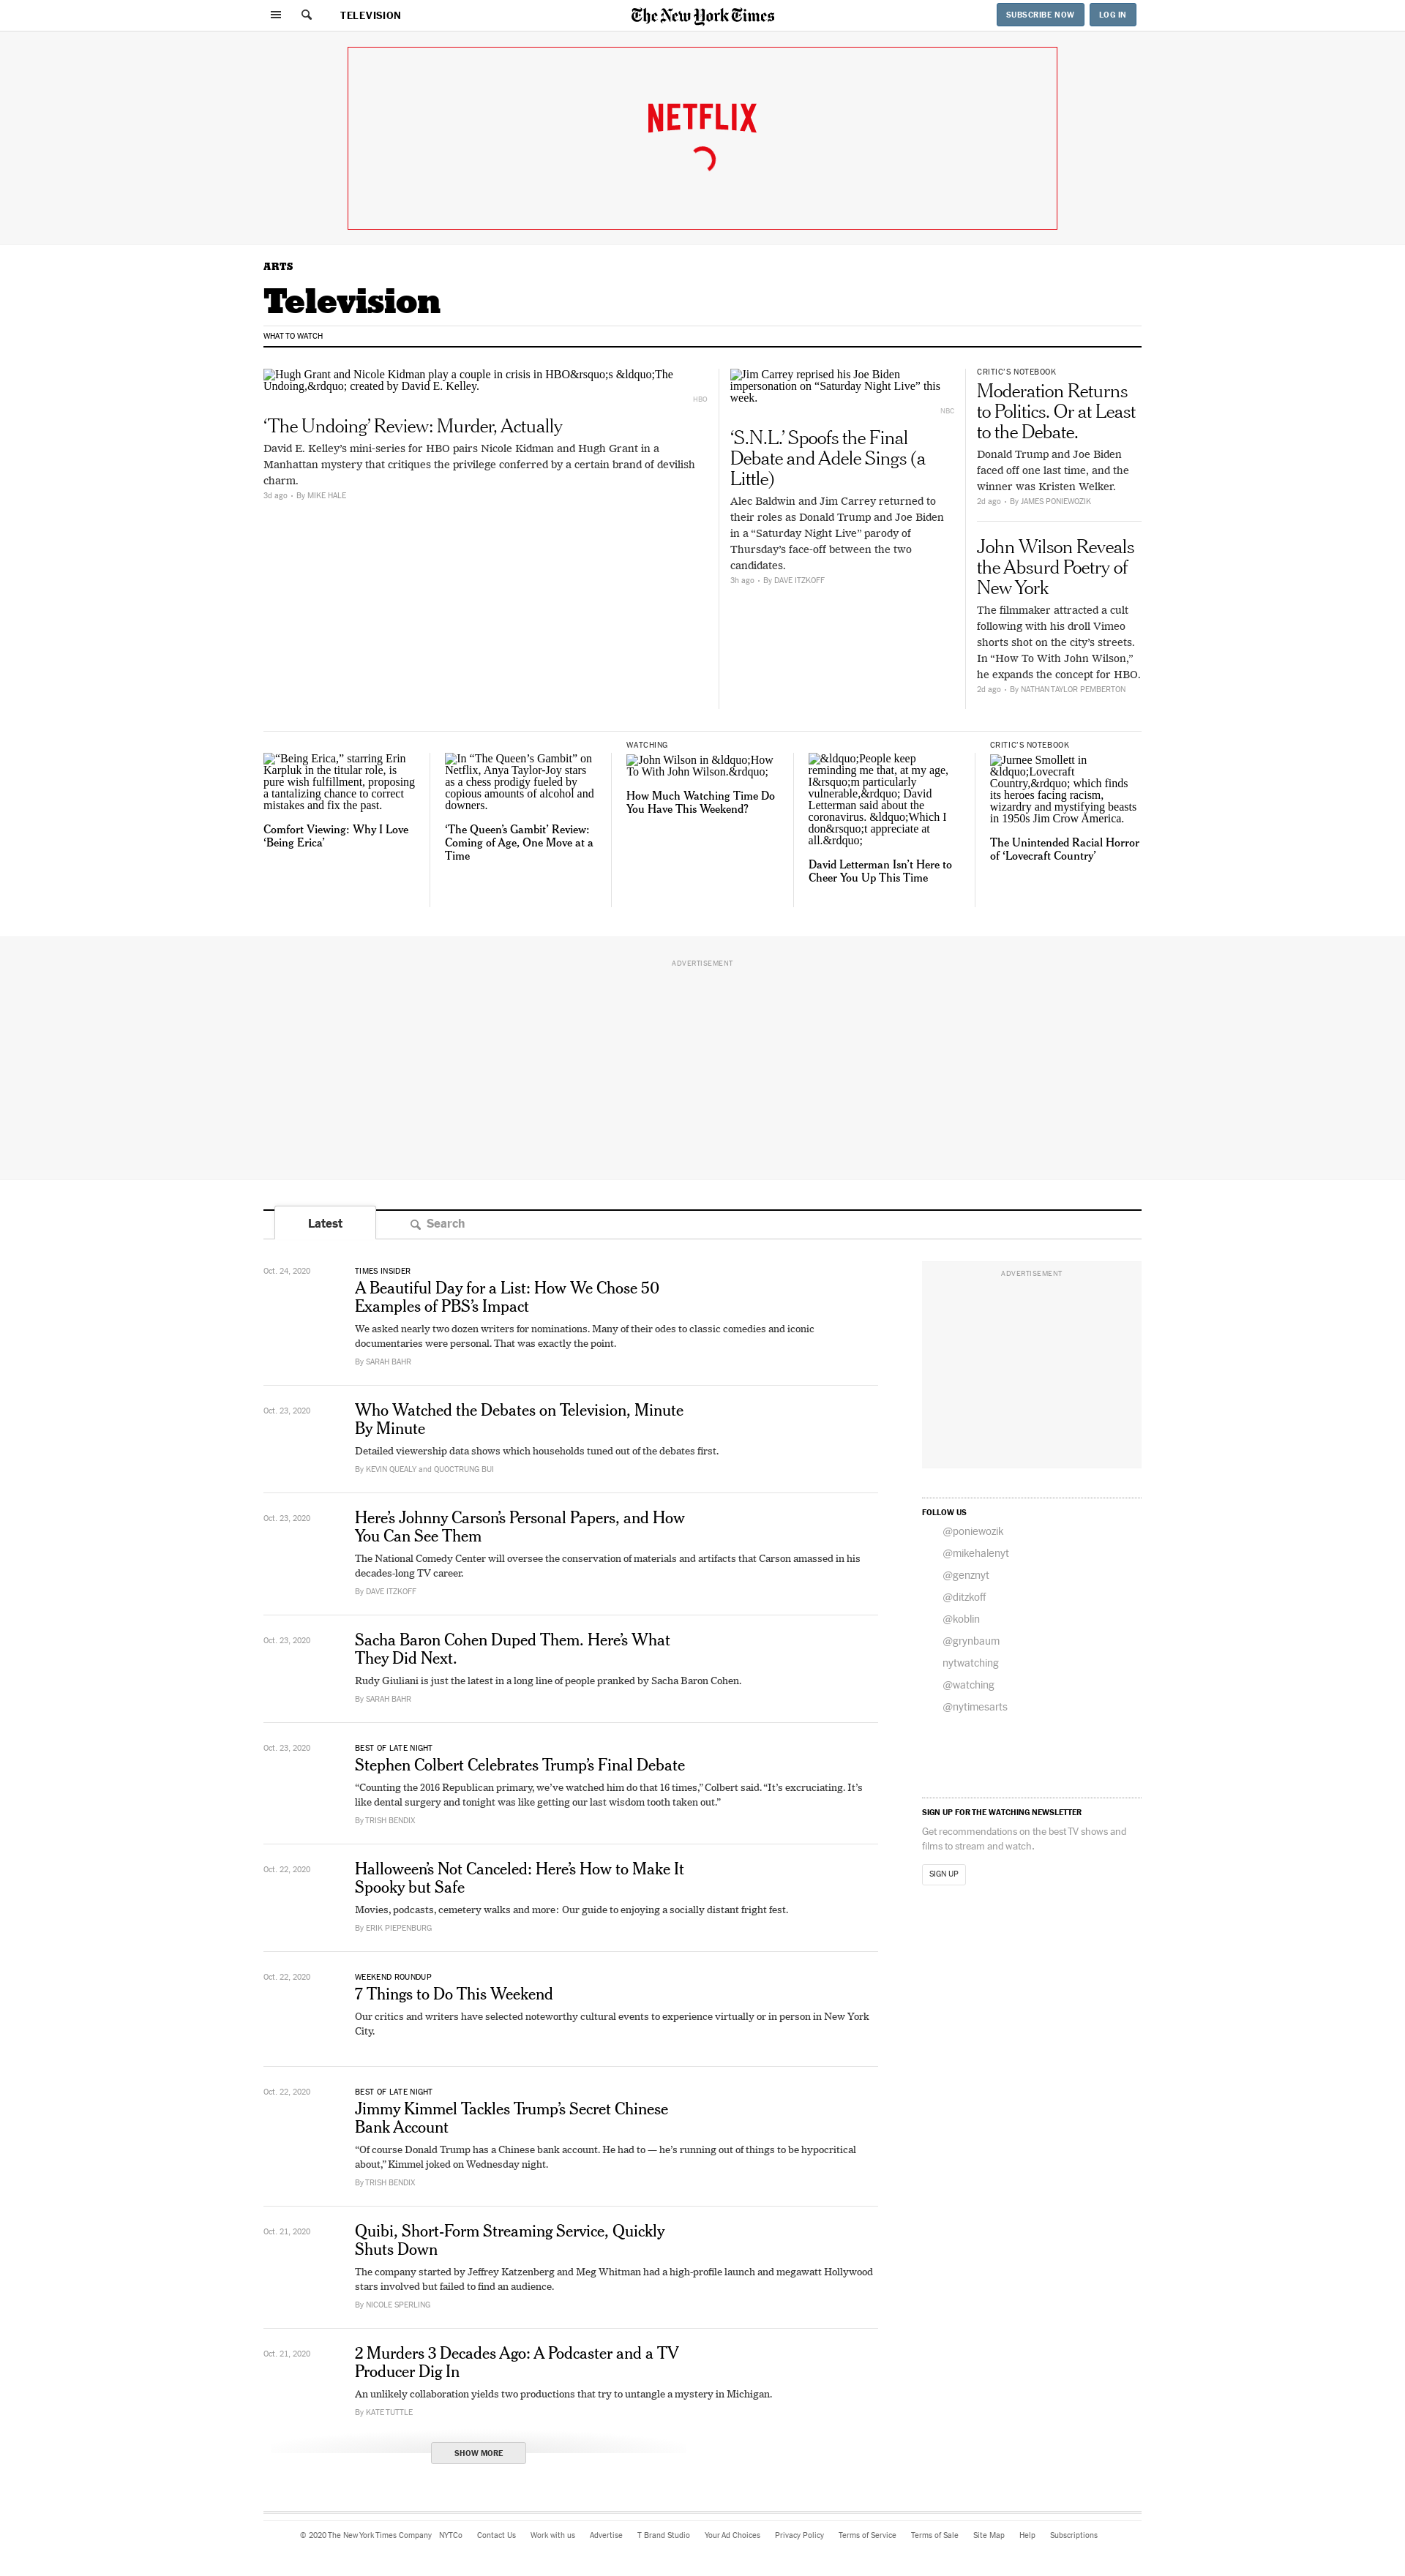 TELEVISION
The New York Times
SUBSCRIBE NOW
LOG IN
NETFLIX
ARTS
Television
WHAT TO WATCH
Hugh Grant and Nicole Kidman play a couple in crisis in HBO&rsquo;s &ldquo;The
Undoing,&rdquo; created by David E. Kelley.
HBO
‘The Undoing’ Review: Murder, Actually
David E. Kelley’s mini-series for HBO pairs Nicole Kidman and Hugh Grant in a
Manhattan mystery that critiques the privilege conferred by a certain brand of devilish
charm.
3d ago • By MIKE HALE
Jim Carrey reprised his Joe Biden
impersonation on “Saturday Night Live” this
week.
NBC
‘S.N.L.’ Spoofs the Final
Debate and Adele Sings (a
Little)
Alec Baldwin and Jim Carrey returned to
their roles as Donald Trump and Joe Biden
in a “Saturday Night Live” parody of
Thursday’s face-off between the two
candidates.
3h ago • By DAVE ITZKOFF
CRITIC’S NOTEBOOK
Moderation Returns
to Politics. Or at Least
to the Debate.
Donald Trump and Joe Biden
faced off one last time, and the
winner was Kristen Welker.
2d ago • By JAMES PONIEWOZIK
John Wilson Reveals
the Absurd Poetry of
New York
The filmmaker attracted a cult
following with his droll Vimeo
shorts shot on the city’s streets.
In “How To With John Wilson,”
he expands the concept for HBO.
2d ago • By NATHAN TAYLOR PEMBERTON
“Being Erica,” starring Erin
Karpluk in the titular role, is
pure wish fulfillment, proposing
a tantalizing chance to correct
mistakes and fix the past.
Comfort Viewing: Why I Love
‘Being Erica’
In “The Queen’s Gambit” on
Netflix, Anya Taylor-Joy stars
as a chess prodigy fueled by
copious amounts of alcohol and
downers.
‘The Queen’s Gambit’ Review:
Coming of Age, One Move at a
Time
WATCHING
John Wilson in &ldquo;How
To With John Wilson.&rdquo;
How Much Watching Time Do
You Have This Weekend?
&ldquo;People keep
reminding me that, at my age,
I&rsquo;m particularly
vulnerable,&rdquo; David
Letterman said about the
coronavirus. &ldquo;Which I
don&rsquo;t appreciate at
all.&rdquo;
David Letterman Isn’t Here to
Cheer You Up This Time
CRITIC’S NOTEBOOK
Jurnee Smollett in
&ldquo;Lovecraft
Country,&rdquo; which finds
its heroes facing racism,
wizardry and mystifying beasts
in 1950s Jim Crow America.
The Unintended Racial Horror
of ‘Lovecraft Country’
ADVERTISEMENT
Latest
Search
Oct. 24, 2020
TIMES INSIDER
A Beautiful Day for a List: How We Chose 50
Examples of PBS’s Impact
We asked nearly two dozen writers for nominations. Many of their odes to classic comedies and iconic
documentaries were personal. That was exactly the point.
By SARAH BAHR
Oct. 23, 2020
Who Watched the Debates on Television, Minute
By Minute
Detailed viewership data shows which households tuned out of the debates first.
By KEVIN QUEALY and QUOCTRUNG BUI
Oct. 23, 2020
Here’s Johnny Carson’s Personal Papers, and How
You Can See Them
The National Comedy Center will oversee the conservation of materials and artifacts that Carson amassed in his
decades-long TV career.
By DAVE ITZKOFF
Oct. 23, 2020
Sacha Baron Cohen Duped Them. Here’s What
They Did Next.
Rudy Giuliani is just the latest in a long line of people pranked by Sacha Baron Cohen.
By SARAH BAHR
Oct. 23, 2020
BEST OF LATE NIGHT
Stephen Colbert Celebrates Trump’s Final Debate
“Counting the 2016 Republican primary, we’ve watched him do that 16 times,” Colbert said. “It’s excruciating. It’s
like dental surgery and tonight was like getting our last wisdom tooth taken out.”
By TRISH BENDIX
Oct. 22, 2020
Halloween’s Not Canceled: Here’s How to Make It
Spooky but Safe
Movies, podcasts, cemetery walks and more: Our guide to enjoying a socially distant fright fest.
By ERIK PIEPENBURG
Oct. 22, 2020
WEEKEND ROUNDUP
7 Things to Do This Weekend
Our critics and writers have selected noteworthy cultural events to experience virtually or in person in New York
City.
Oct. 22, 2020
BEST OF LATE NIGHT
Jimmy Kimmel Tackles Trump’s Secret Chinese
Bank Account
“Of course Donald Trump has a Chinese bank account. He had to — he’s running out of things to be hypocritical
about,” Kimmel joked on Wednesday night.
By TRISH BENDIX
Oct. 21, 2020
Quibi, Short-Form Streaming Service, Quickly
Shuts Down
The company started by Jeffrey Katzenberg and Meg Whitman had a high-profile launch and megawatt Hollywood
stars involved but failed to find an audience.
By NICOLE SPERLING
Oct. 21, 2020
2 Murders 3 Decades Ago: A Podcaster and a TV
Producer Dig In
An unlikely collaboration yields two productions that try to untangle a mystery in Michigan.
By KATE TUTTLE
SHOW MORE
ADVERTISEMENT
FOLLOW US
@poniewozik
@mikehalenyt
@genznyt
@ditzkoff
@koblin
@grynbaum
nytwatching
@watching
@nytimesarts
SIGN UP FOR THE WATCHING NEWSLETTER
Get recommendations on the best TV shows and
films to stream and watch.
SIGN UP
© 2020 The New York Times Company NYTCo Contact Us Work with us Advertise T Brand Studio Your Ad Choices Privacy Policy Terms of Service Terms of Sale Site Map Help Subscriptions